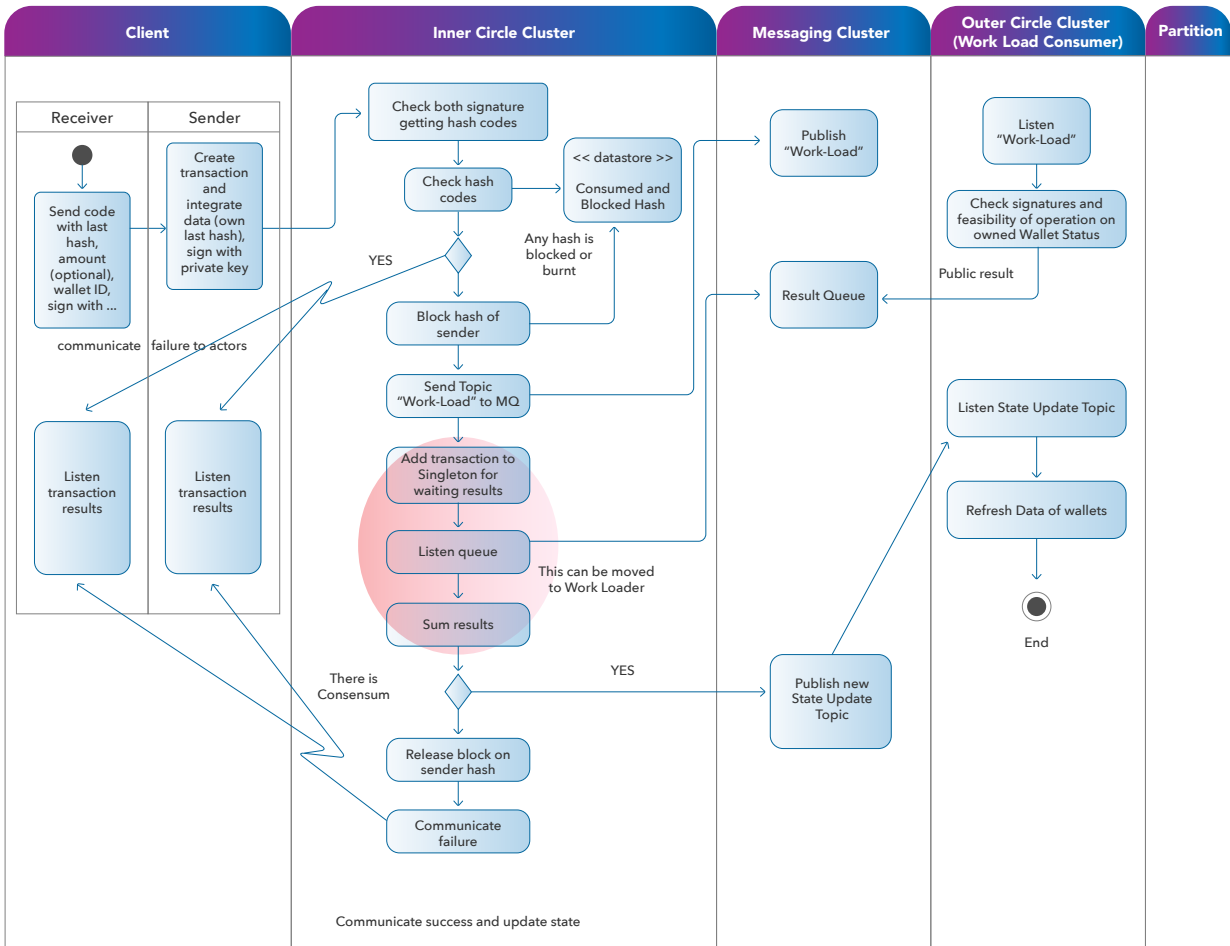 Client
Inner Circle Cluster
Messaging Cluster
Outer Circle Cluster
(Work Load Consumer)
Partition
Receiver
Sender
Send code
with last
hash,
amount
(optional),
wallet ID,
sign with ...
Create
transaction
and
integrate
data (own
last hash),
sign with
private key
communicate failure to actors
Listen
transaction
results
Listen
transaction
results
Check both signature
getting hash codes
Check hash
codes
<< datastore >>
Consumed and
Blocked Hash
Any hash is
blocked or
burnt
YES
Block hash of
sender
Send Topic
“Work-Load” to MQ
Add transaction to
Singleton for
waiting results
Listen queue
This can be moved
to Work Loader
Sum results
There is
Consensum
YES
Release block on
sender hash
Communicate
failure
Communicate success and update state
Publish
“Work-Load”
Result Queue
Publish new
State Update
Topic
Listen
“Work-Load”
Check signatures and
feasibility of operation on
owned Wallet Status
Public result
Listen State Update Topic
Refresh Data of wallets
End